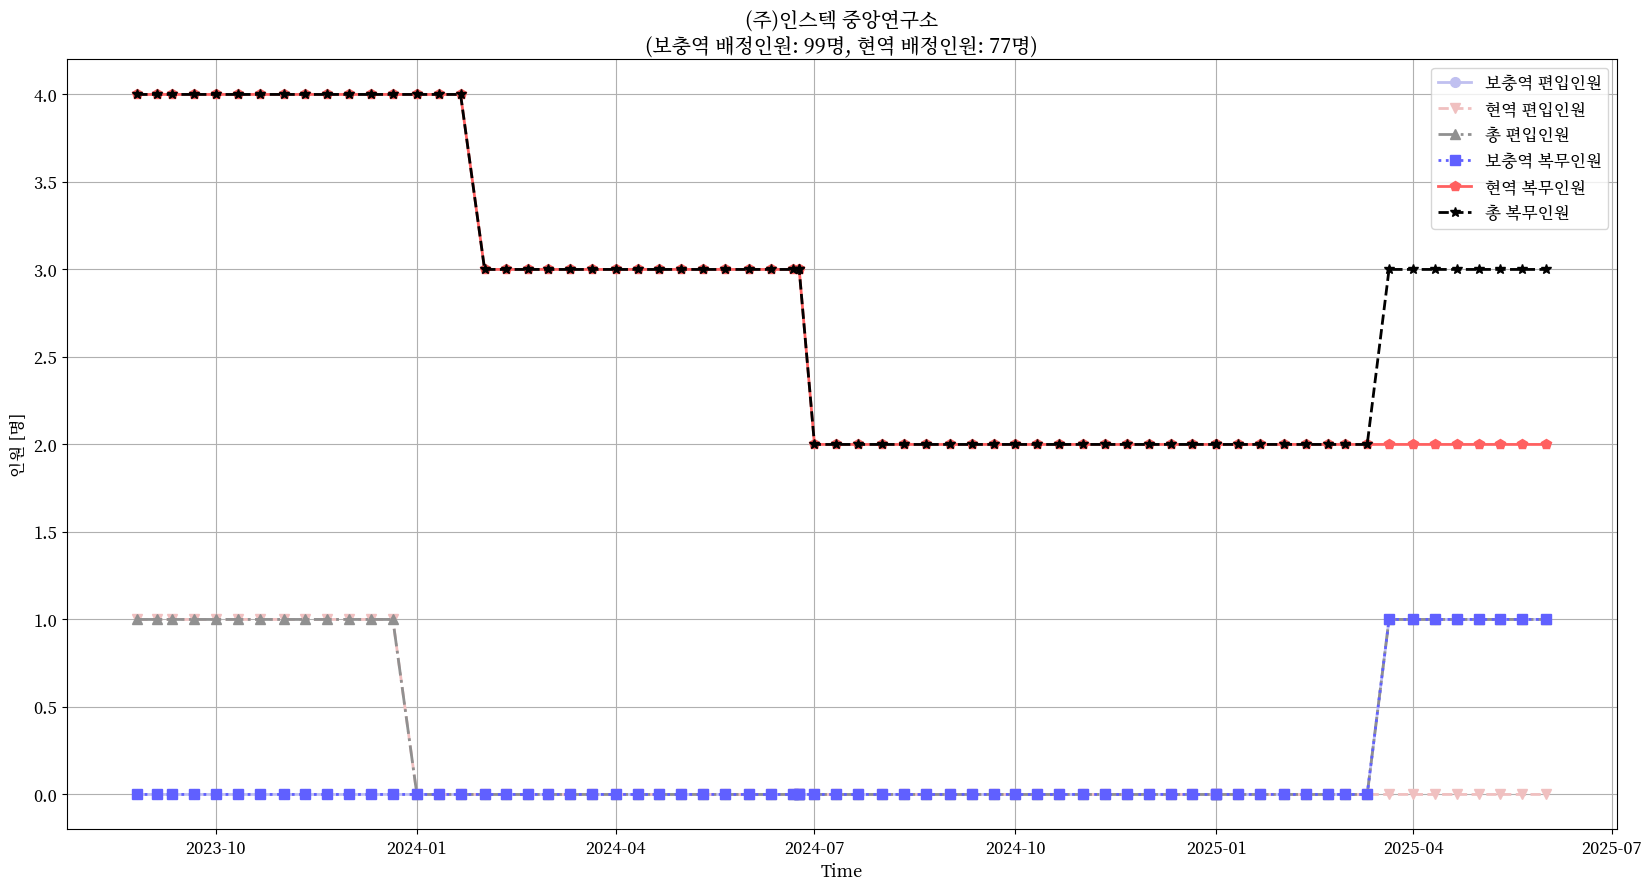 (주)인스텍 중앙연구소
(보충역 배정인원: 99명, 현역 배정인원: 77명)
보충역 편입인원
현역 편입인원
총 편입인원
보충역 복무인원
현역 복무인원
총 복무인원
4.0
3.5
3.0
2.5
2.0
1.5
1.0
0.5
0.0
인원 [명]
2023-10
2024-01
2024-04
2024-07
2024-10
2025-01
2025-04
2025-07
Time